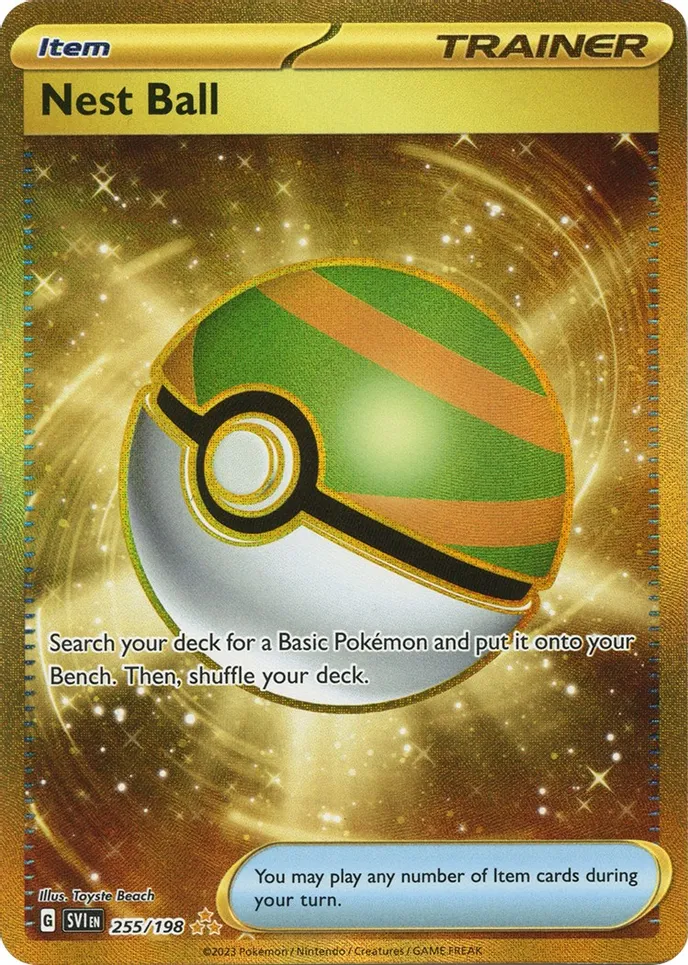 Item
TRAINER
Nest Ball
Search your deck for a Basic Pokémon and put it onto your
Bench. Then, shuffle your deck.
You may play any number of Item cards during
your turn.
Illus. Toyste Beach
G SVI EN 255/198
©2023 Pokémon / Nintendo / Creatures / GAME FREAK